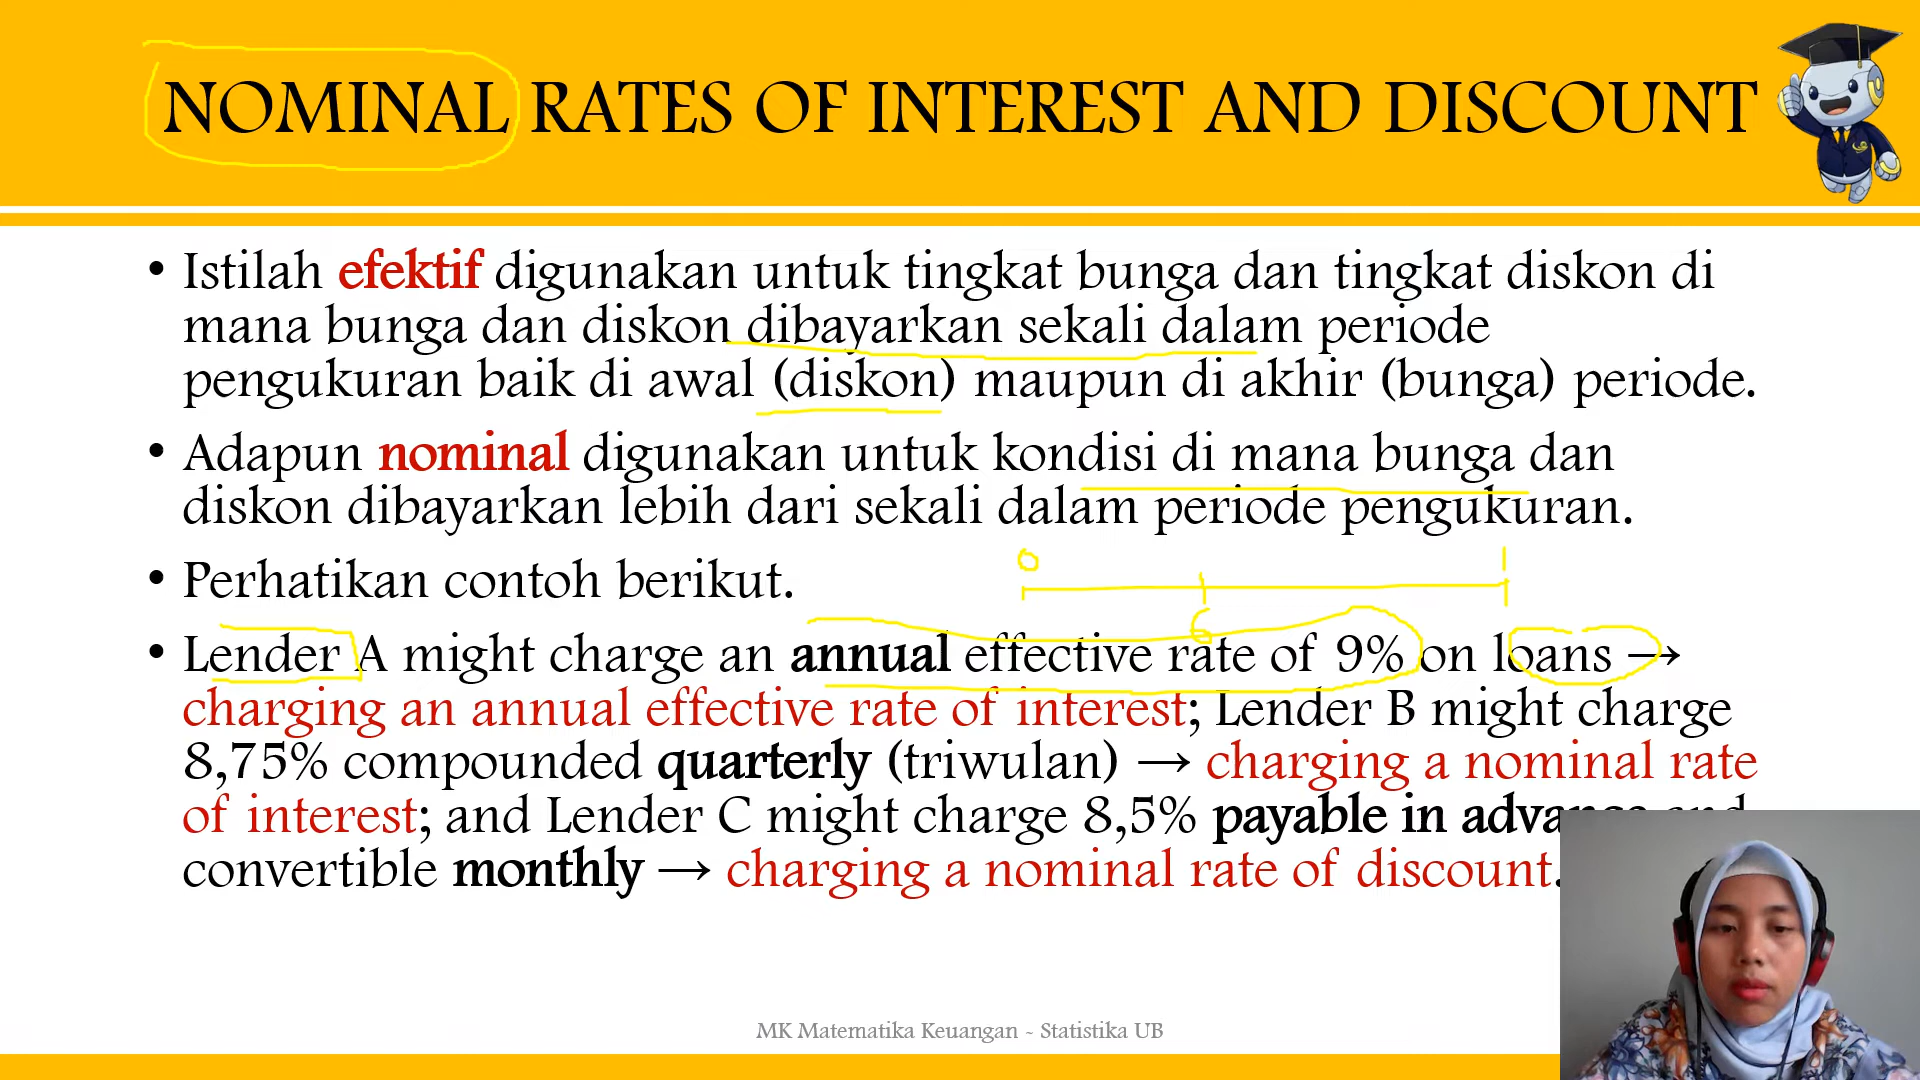 NOMINAL RATES OF INTEREST AND DISCOUNT
• Istilah efektif digunakan untuk tingkat bunga dan tingkat diskon di
mana bunga dan diskon dibayarkan sekali dalam periode
pengukuran baik di awal (diskon) maupun di akhir (bunga) periode.
• Adapun nominal digunakan untuk kondisi di mana bunga dan
diskon dibayarkan lebih dari sekali dalam periode pengukuran.
0 1
• Perhatikan contoh berikut.
6
• Lender A might charge an annual effective rate of 9% on loans →
charging an annual effective rate of interest; Lender B might charge
8,75% compounded quarterly (triwulan) → charging a nominal rate
of interest; and Lender C might charge 8,5% payable in advance and
convertible monthly → charging a nominal rate of discount.
MK Matematika Keuangan ~ Statistika UB